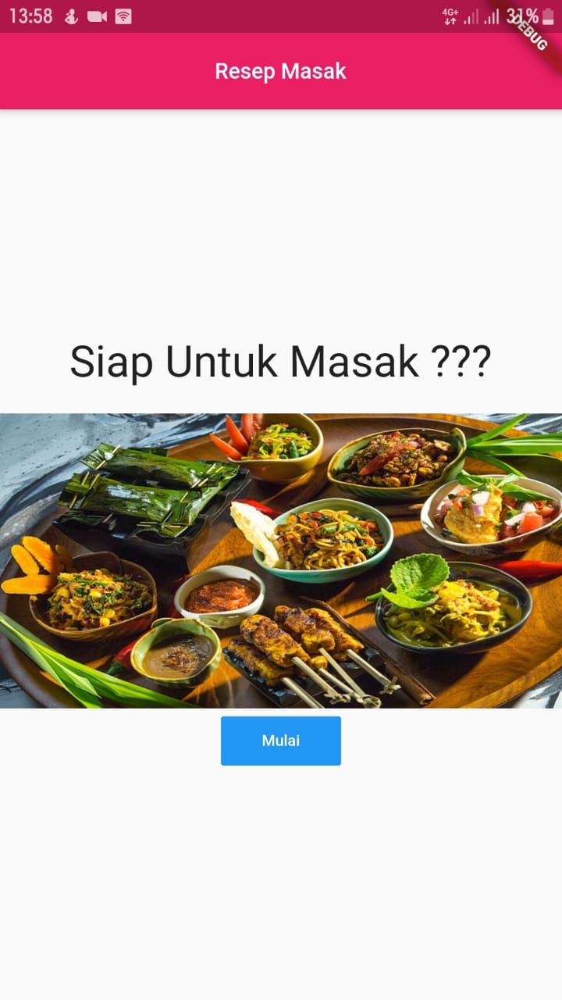 13:58 4G+ 31%
DEBUG
Resep Masak
Siap Untuk Masak ???
Mulai